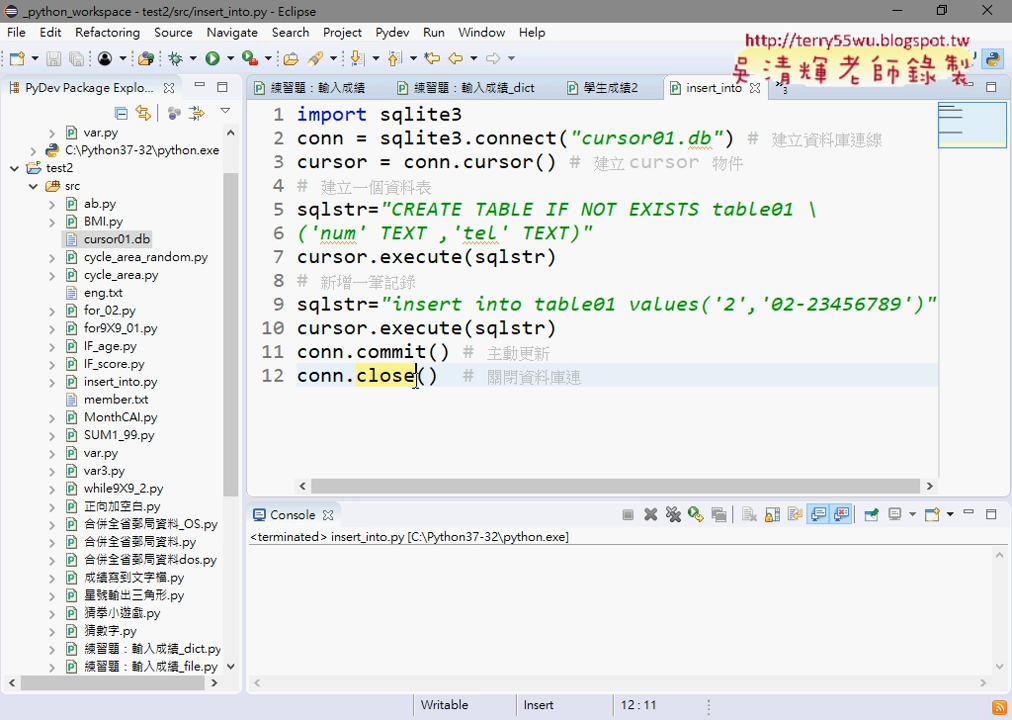 _python_workspace - test2/src/insert_into.py - Eclipse
File Edit Refactoring Source Navigate Search Project Pydev Run Window Help
http://terry55wu.blogspot.tw
吳清輝老師錄製
PyDev Package Explo...
練習題：輸入成績
練習題：輸入成績_dict
學生成績2
insert_into
3
var.py
C:\Python37-32\python.exe
test2
src
ab.py
BMI.py
cursor01.db
cycle_area_random.py
cycle_area.py
eng.txt
for_02.py
for9X9_01.py
IF_age.py
IF_score.py
insert_into.py
member.txt
MonthCAI.py
SUM1_99.py
var.py
var3.py
while9X9_2.py
正向加空白.py
合併全省郵局資料_OS.py
合併全省郵局資料.py
合併全省郵局資料dos.py
成績寫到文字檔.py
星號輸出三角形.py
猜拳小遊戲.py
猜數字.py
練習題：輸入成績_dict.py
練習題：輸入成績_file.py
1 import sqlite3
2 conn = sqlite3.connect("cursor01.db") # 建立資料庫連線
3 cursor = conn.cursor() # 建立 cursor 物件
4 # 建立一個資料表
5 sqlstr="CREATE TABLE IF NOT EXISTS table01 \
6 ('num' TEXT ,'tel' TEXT)"
7 cursor.execute(sqlstr)
8 # 新增一筆記錄
9 sqlstr="insert into table01 values('2','02-23456789')"
10 cursor.execute(sqlstr)
11 conn.commit() # 主動更新
12 conn.close() # 關閉資料庫連
Console
<terminated> insert_into.py [C:\Python37-32\python.exe]
Writable Insert 12 : 11